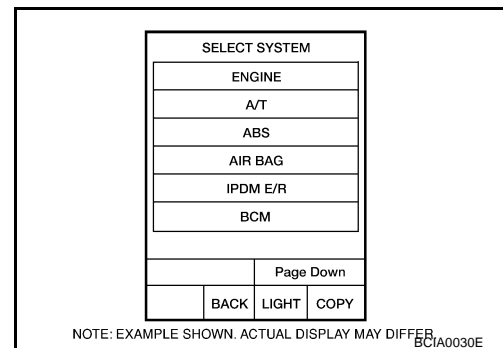 SELECT SYSTEM
ENGINE
A/T
ABS
AIR BAG
IPDM E/R
BCM
Page Down
BACK LIGHT COPY
NOTE: EXAMPLE SHOWN. ACTUAL DISPLAY MAY DIFFER.
BCIA0030E